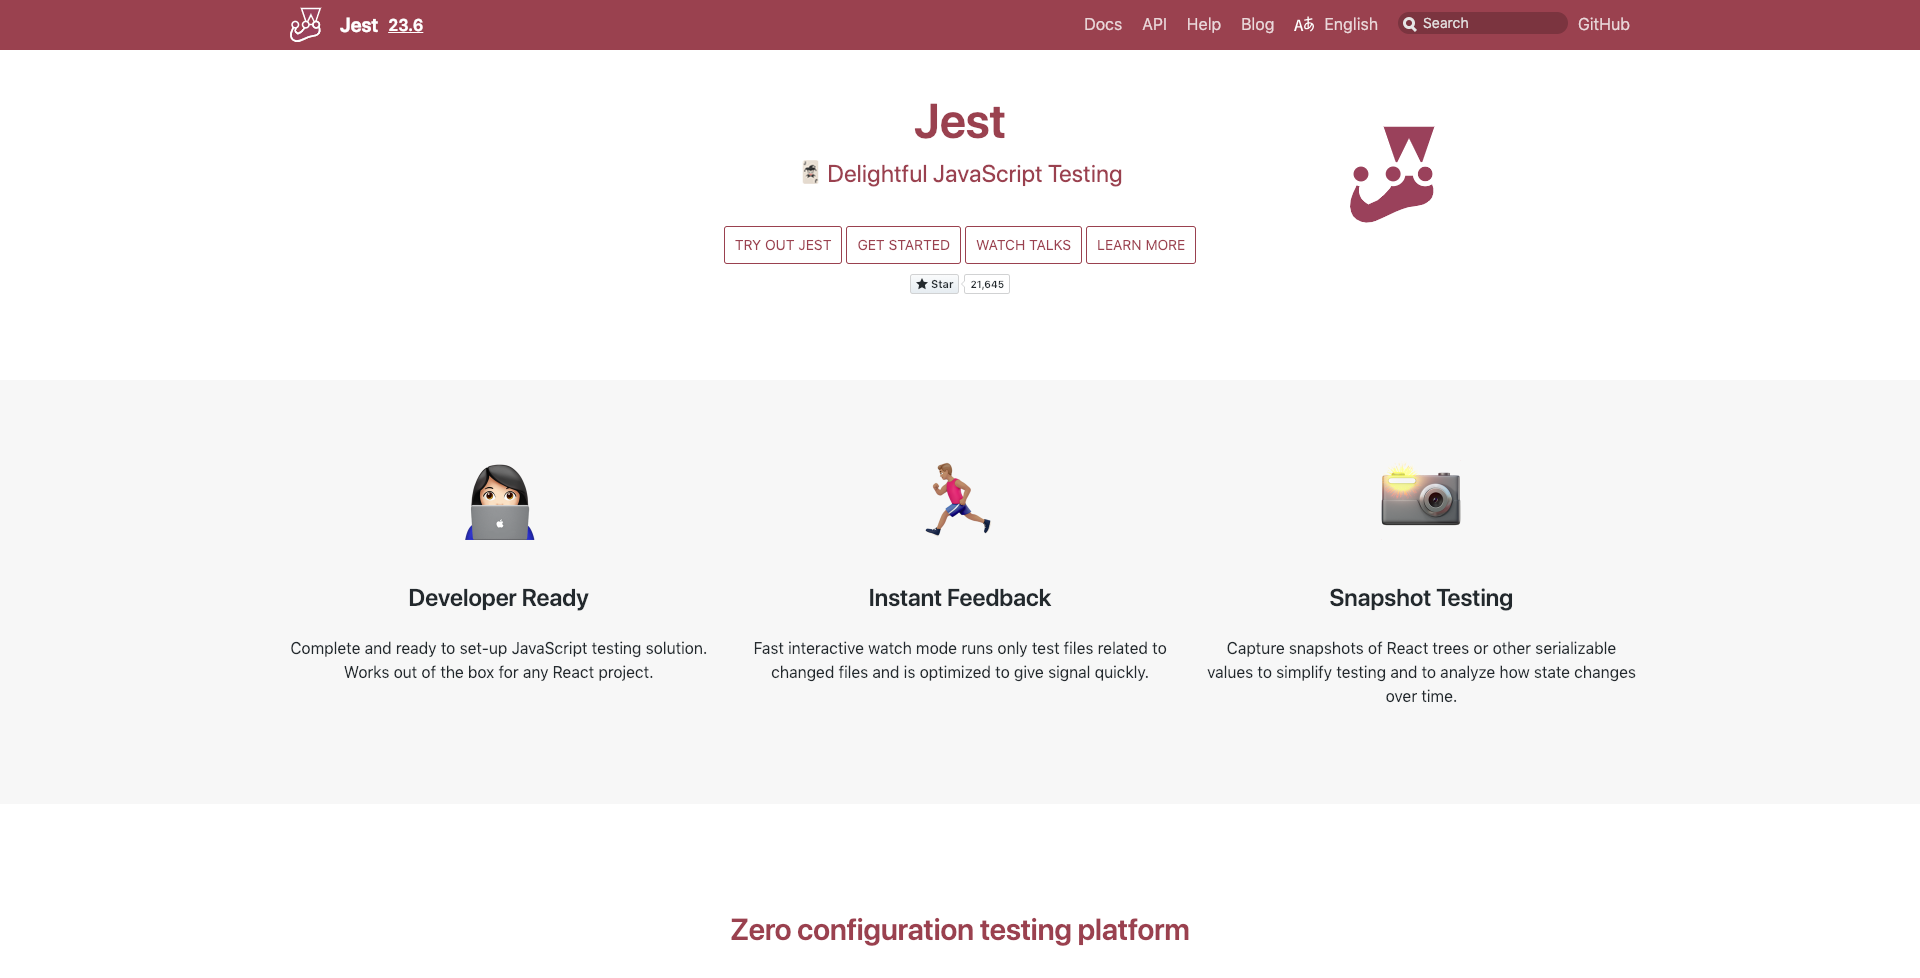 Jest 23.6
Docs API Help Blog Aあ English Search GitHub
Jest
Delightful JavaScript Testing
TRY OUT JEST GET STARTED WATCH TALKS LEARN MORE
Star 21,645
Developer Ready
Complete and ready to set-up JavaScript testing solution.
Works out of the box for any React project.
Instant Feedback
Fast interactive watch mode runs only test files related to
changed files and is optimized to give signal quickly.
Snapshot Testing
Capture snapshots of React trees or other serializable
values to simplify testing and to analyze how state changes
over time.
Zero configuration testing platform